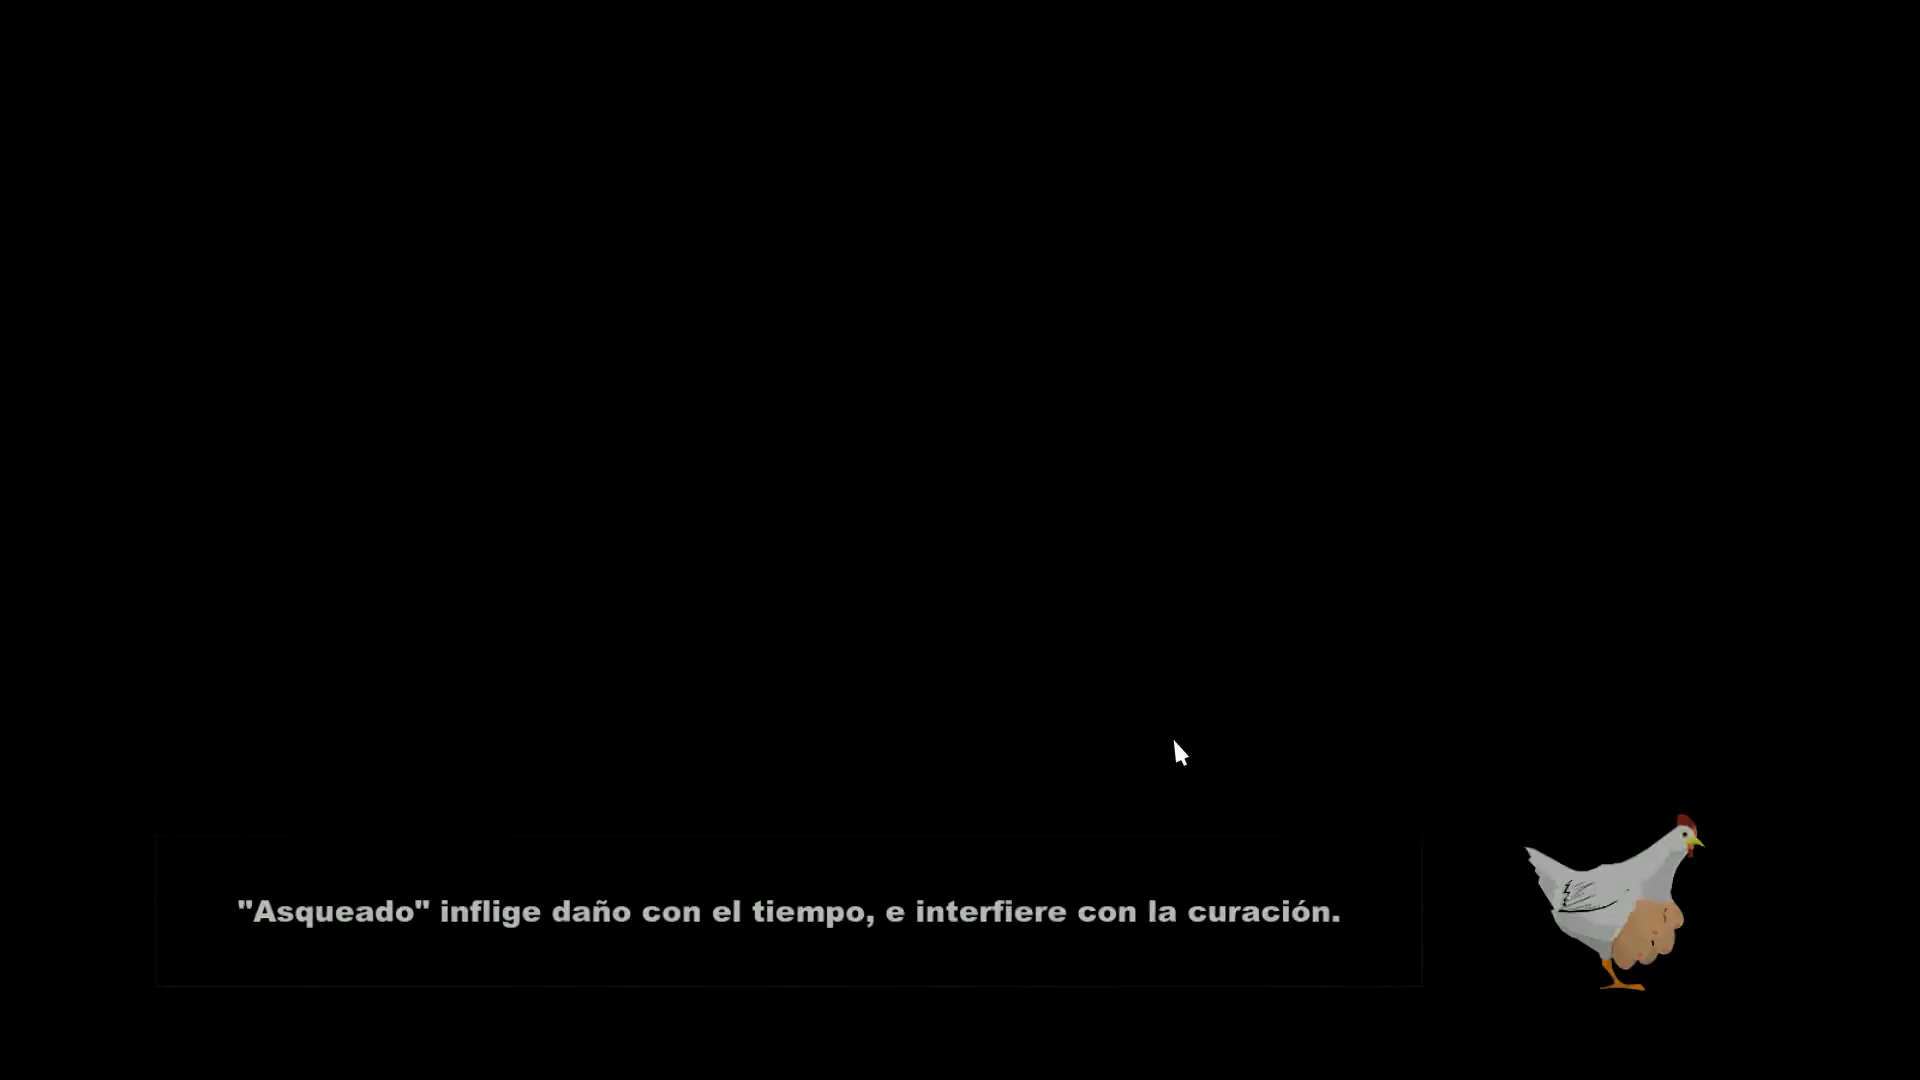 "Asqueado" inflige daño con el tiempo, e interfiere con la curación.